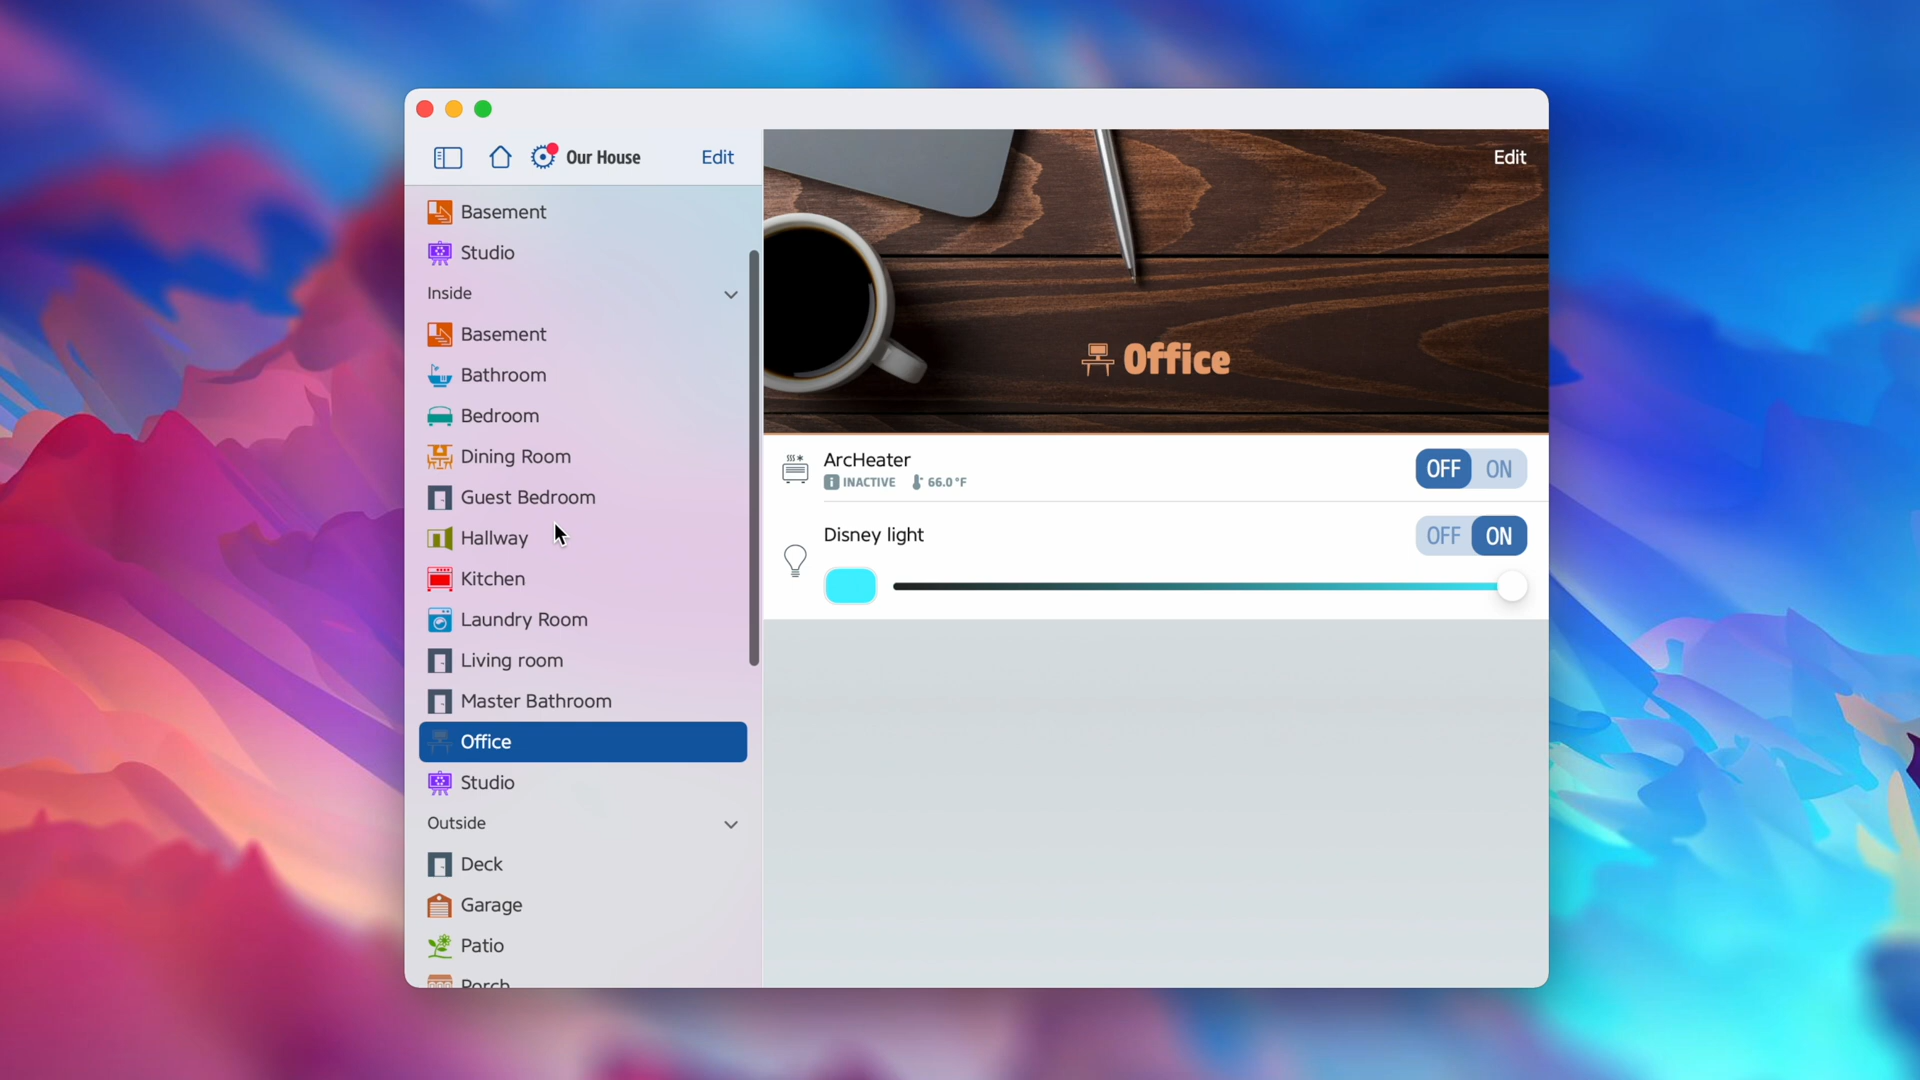 Our House
Edit
Basement
Studio
Inside
Basement
Bathroom
Bedroom
Dining Room
Guest Bedroom
Hallway
Kitchen
Laundry Room
Living room
Master Bathroom
Office
Studio
Outside
Deck
Garage
Patio
Porch
Edit
Office
ArcHeater
INACTIVE 66.0°F
OFF ON
Disney light
OFF ON